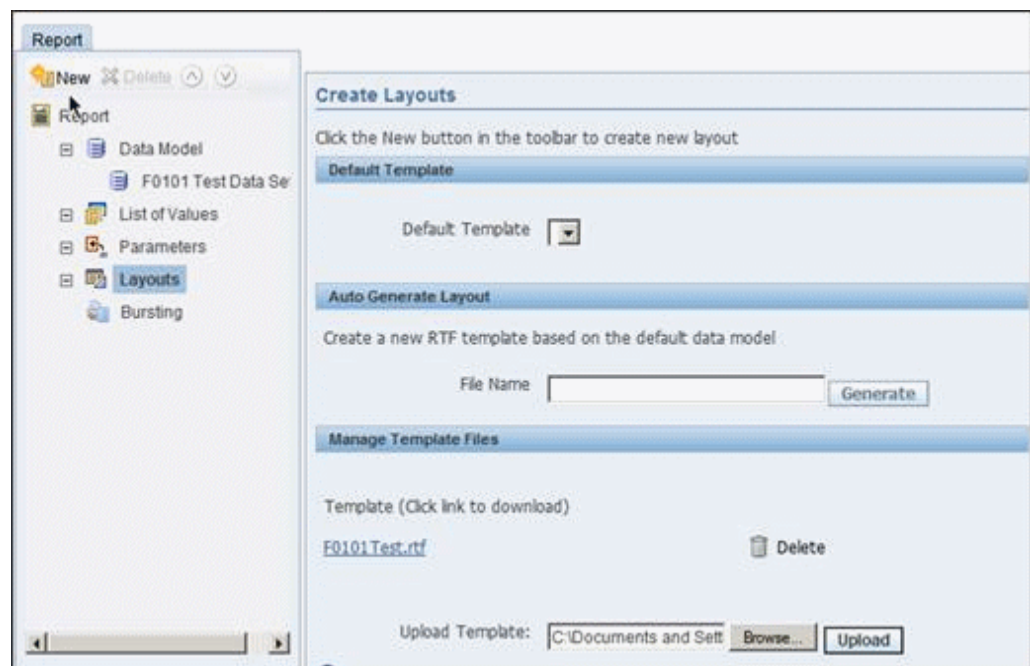 Report
New Delete
Report
Data Model
F0101 Test Data Se
List of Values
Parameters
Layouts
Bursting
Create Layouts
Click the New button in the toolbar to create new layout
Default Template
Default Template
Auto Generate Layout
Create a new RTF template based on the default data model
File Name
Generate
Manage Template Files
Template (Click link to download)
F0101Test.rtf
Delete
Upload Template: C:\Documents and Sett Browse... Upload